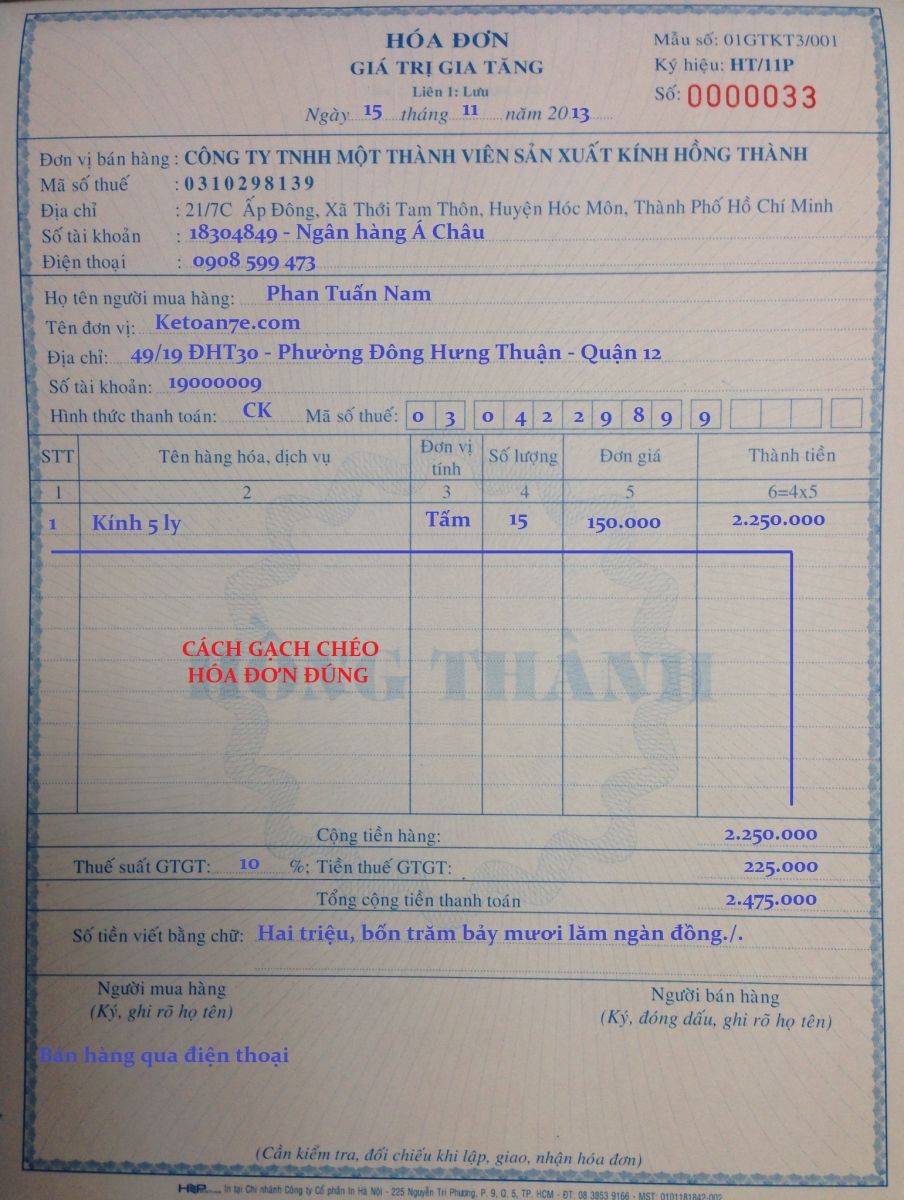 HÓA ĐƠN
GIÁ TRỊ GIA TĂNG
Liên 1: Lưu
Ngày 15 tháng 11 năm 2013
Mẫu số: 01GTKT3/001
Ký hiệu: HT/11P
Số: 0000033
Đơn vị bán hàng : CÔNG TY TNHH MỘT THÀNH VIÊN SẢN XUẤT KÍNH HỒNG THÀNH
Mã số thuế : 0310298139
Địa chỉ : 21/7C Ấp Đông, Xã Thới Tam Thôn, Huyện Hóc Môn, Thành Phố Hồ Chí Minh
Số tài khoản : 18304849 - Ngân hàng Á Châu
Điện thoại : 0908 599 473
Họ tên người mua hàng: Phan Tuấn Nam
Tên đơn vị: Ketoan7e.com
Địa chỉ: 49/19 ĐHT30 - Phường Đông Hưng Thuận - Quận 12
Số tài khoản: 19000009
Hình thức thanh toán: CK Mã số thuế: 0 3 0 4 2 2 9 8 9 9
STT Tên hàng hóa, dịch vụ Đơn vị tính Số lượng Đơn giá Thành tiền
1 2 3 4 5 6=4x5
1 Kính 5 ly Tấm 15 150.000 2.250.000
CÁCH GẠCH CHÉO
HÓA ĐƠN ĐÚNG
HỒNG THÀNH
Cộng tiền hàng: 2.250.000
Thuế suất GTGT: 10 %; Tiền thuế GTGT: 225.000
Tổng cộng tiền thanh toán 2.475.000
Số tiền viết bằng chữ: Hai triệu, bốn trăm bảy mươi lăm ngàn đồng./.
Người mua hàng
(Ký, ghi rõ họ tên)
Người bán hàng
(Ký, đóng dấu, ghi rõ họ tên)
Bán hàng qua điện thoại
(Cần kiểm tra, đối chiếu khi lập, giao, nhận hóa đơn)
In tại Chi nhánh Công ty Cổ phần In Hà Nội - 225 Nguyễn Tri Phương, P. 9, Q. 5, TP. HCM - ĐT. 08 3853 9166 - MST: 0101181842-002